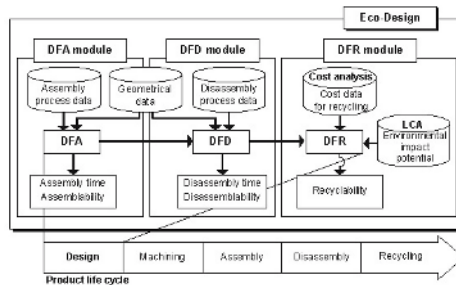 Eco-Design
DFA module
DFD module
DFR module
Assembly
process data
Geometrical
data
Disassembly
process data
Cost analysis
Cost data
for recycling
LCA
Environmental
impact
potential
DFA
DFD
DFR
Assembly time
Assemblability
Disassembly time
Disassemblability
Recyclability
Design
Machining
Assembly
Disassembly
Recycling
Product life cycle